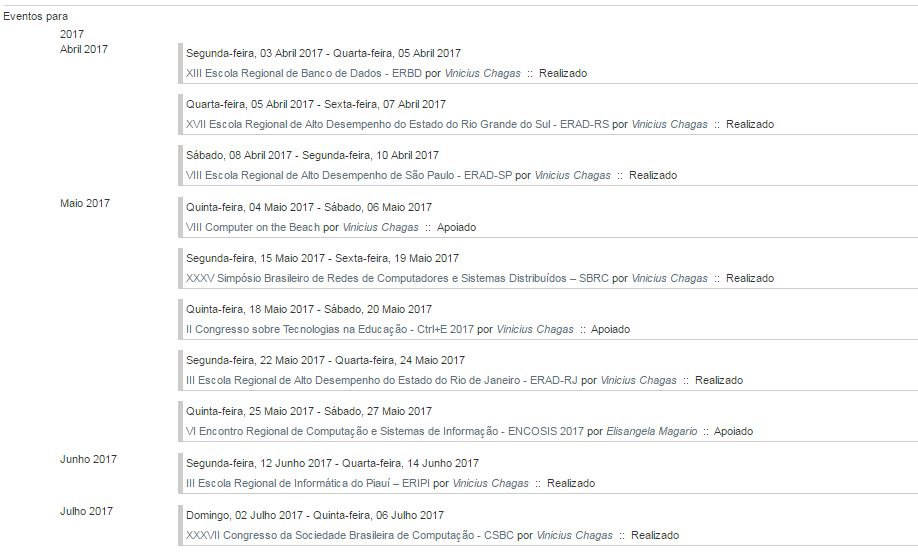 Eventos para
2017
Abril 2017
Segunda-feira, 03 Abril 2017 - Quarta-feira, 05 Abril 2017
XIII Escola Regional de Banco de Dados - ERBD por Vinicius Chagas :: Realizado
Quarta-feira, 05 Abril 2017 - Sexta-feira, 07 Abril 2017
XVII Escola Regional de Alto Desempenho do Estado do Rio Grande do Sul - ERAD-RS por Vinicius Chagas :: Realizado
Sábado, 08 Abril 2017 - Segunda-feira, 10 Abril 2017
VIII Escola Regional de Alto Desempenho de São Paulo - ERAD-SP por Vinicius Chagas :: Realizado
Maio 2017
Quinta-feira, 04 Maio 2017 - Sábado, 06 Maio 2017
VIII Computer on the Beach por Vinicius Chagas :: Apoiado
Segunda-feira, 15 Maio 2017 - Sexta-feira, 19 Maio 2017
XXXV Simpósio Brasileiro de Redes de Computadores e Sistemas Distribuídos – SBRC por Vinicius Chagas :: Realizado
Quinta-feira, 18 Maio 2017 - Sábado, 20 Maio 2017
II Congresso sobre Tecnologias na Educação - Ctrl+E 2017 por Vinicius Chagas :: Apoiado
Segunda-feira, 22 Maio 2017 - Quarta-feira, 24 Maio 2017
III Escola Regional de Alto Desempenho do Estado do Rio de Janeiro - ERAD-RJ por Vinicius Chagas :: Realizado
Quinta-feira, 25 Maio 2017 - Sábado, 27 Maio 2017
VI Encontro Regional de Computação e Sistemas de Informação - ENCOSIS 2017 por Elisangela Magario :: Apoiado
Junho 2017
Segunda-feira, 12 Junho 2017 - Quarta-feira, 14 Junho 2017
III Escola Regional de Informática do Piauí – ERIPI por Vinicius Chagas :: Realizado
Julho 2017
Domingo, 02 Julho 2017 - Quinta-feira, 06 Julho 2017
XXXVII Congresso da Sociedade Brasileira de Computação - CSBC por Vinicius Chagas :: Realizado